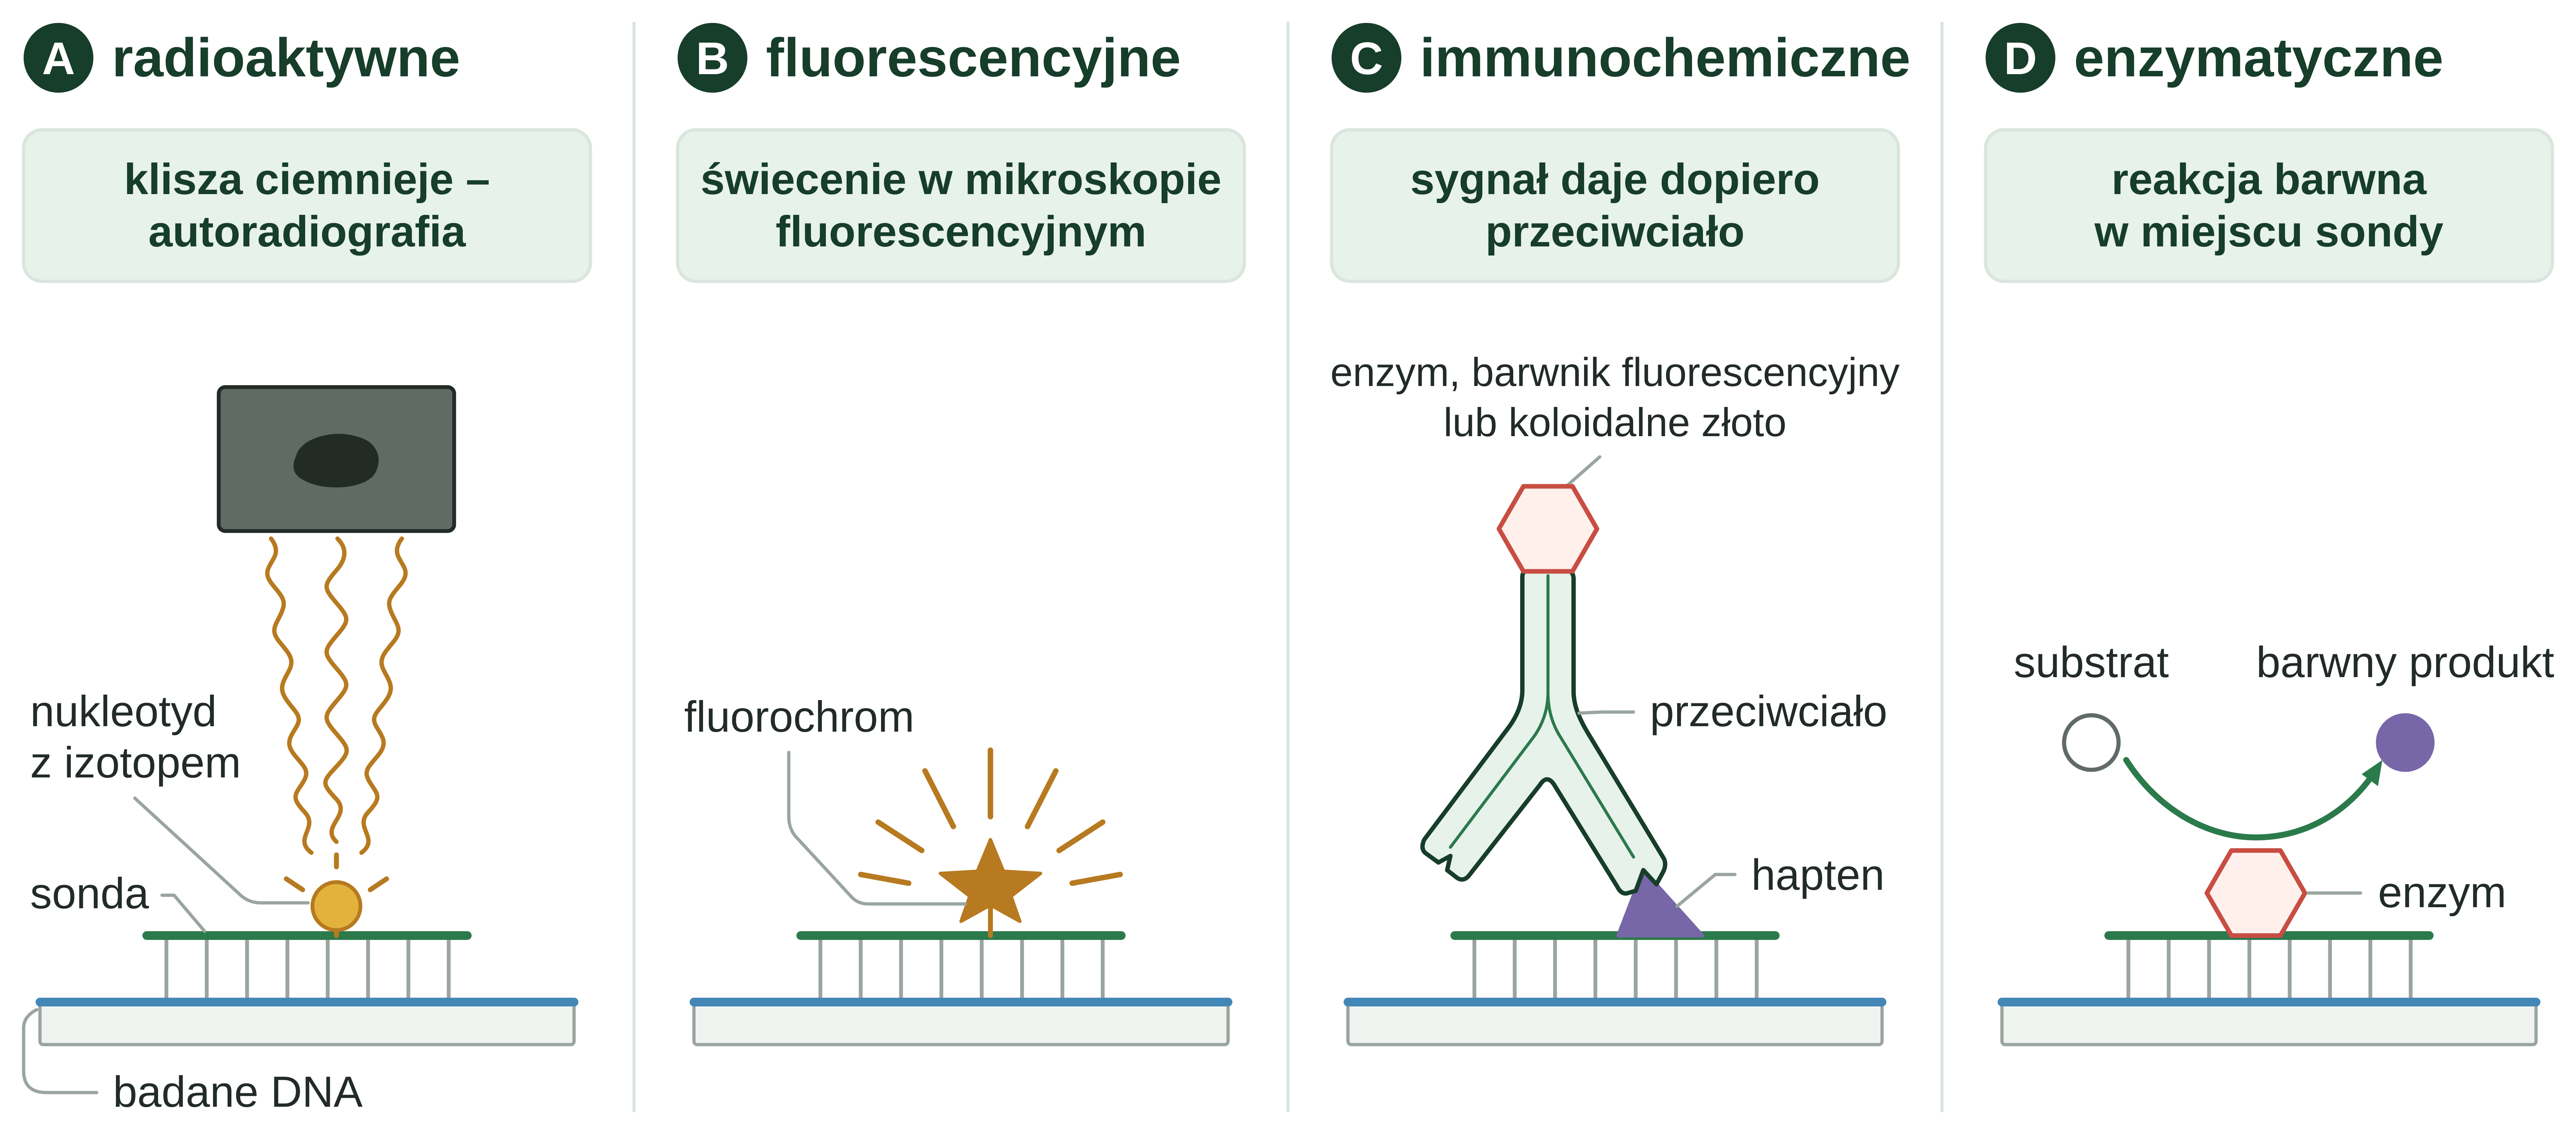 A radioaktywne
klisza ciemnieje –
autoradiografia
nukleotyd
z izotopem
sonda
badane DNA
B fluorescencyjne
świecenie w mikroskopie
fluorescencyjnym
fluorochrom
C immunochemiczne
sygnał daje dopiero
przeciwciało
enzym, barwnik fluorescencyjny
lub koloidalne złoto
przeciwciało
hapten
D enzymatyczne
reakcja barwna
w miejscu sondy
substrat
barwny produkt
enzym